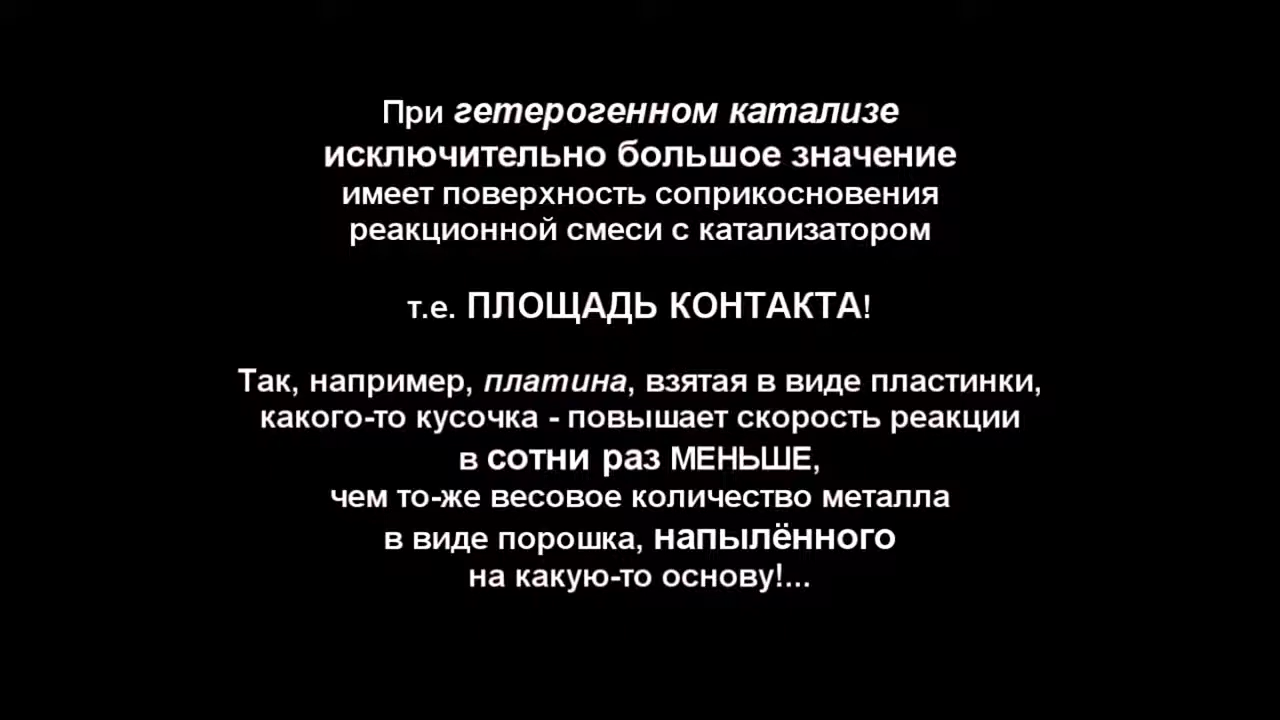 При гетерогенном катализе
исключительно большое значение
имеет поверхность соприкосновения
реакционной смеси с катализатором
т.е. ПЛОЩАДЬ КОНТАКТА!
Так, например, платина, взятая в виде пластинки,
какого-то кусочка - повышает скорость реакции
в сотни раз МЕНЬШЕ,
чем то-же весовое количество металла
в виде порошка, напылённого
на какую-то основу!...